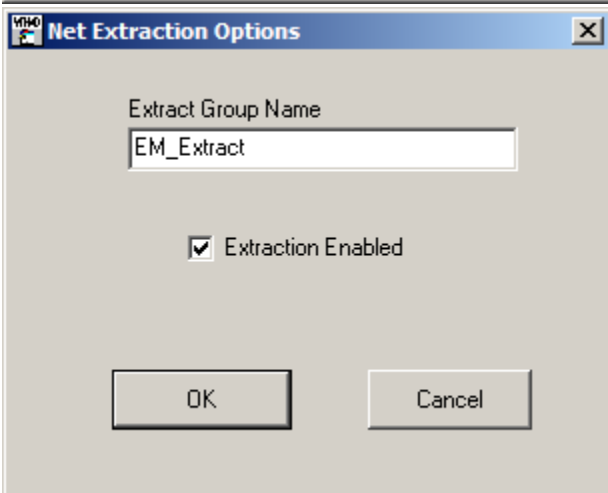 Net Extraction Options
Extract Group Name
EM_Extract
Extraction Enabled
OK Cancel